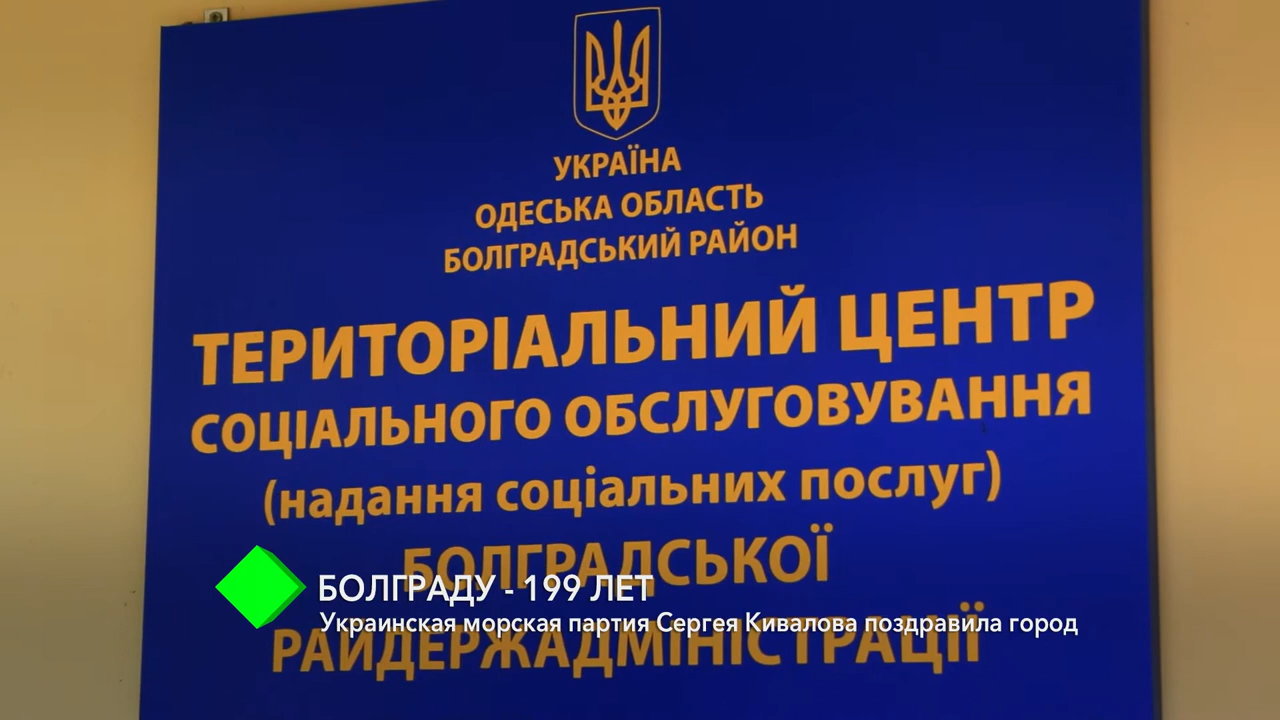 УКРАЇНА
ОДЕСЬКА ОБЛАСТЬ
БОЛГРАДСЬКИЙ РАЙОН
ТЕРИТОРІАЛЬНИЙ ЦЕНТР
СОЦІАЛЬНОГО ОБСЛУГОВУВАННЯ
(надання соціальних послуг)
БОЛГРАДСЬКОЇ
РАЙДЕРЖАДМІНІСТРАЦІЇ
БОЛГРАДУ - 199 ЛЕТ
Украинская морская партия Сергея Кивалова поздравила город